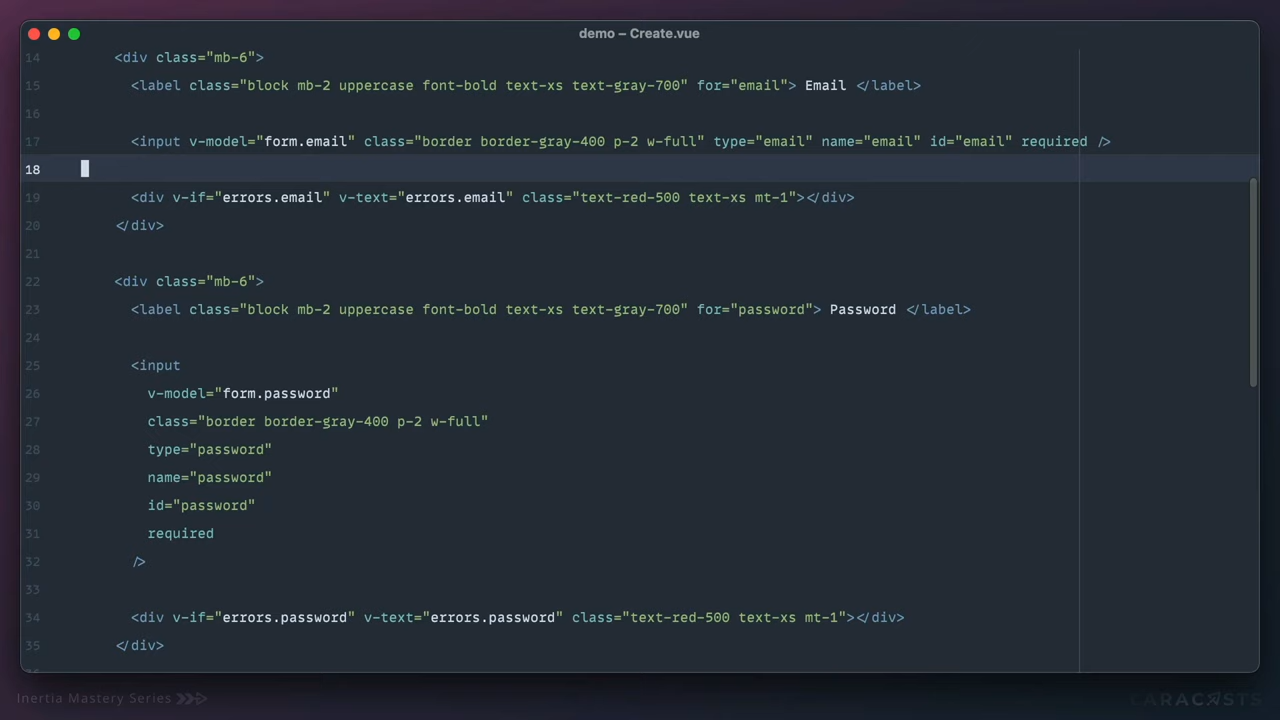 demo – Create.vue
14 <div class="mb-6">
15 <label class="block mb-2 uppercase font-bold text-xs text-gray-700" for="email"> Email </label>
16
17 <input v-model="form.email" class="border border-gray-400 p-2 w-full" type="email" name="email" id="email" required />
18
19 <div v-if="errors.email" v-text="errors.email" class="text-red-500 text-xs mt-1"></div>
20 </div>
21
22 <div class="mb-6">
23 <label class="block mb-2 uppercase font-bold text-xs text-gray-700" for="password"> Password </label>
24
25 <input
26 v-model="form.password"
27 class="border border-gray-400 p-2 w-full"
28 type="password"
29 name="password"
30 id="password"
31 required
32 />
33
34 <div v-if="errors.password" v-text="errors.password" class="text-red-500 text-xs mt-1"></div>
35 </div>
Inertia Mastery Series
LARACASTS